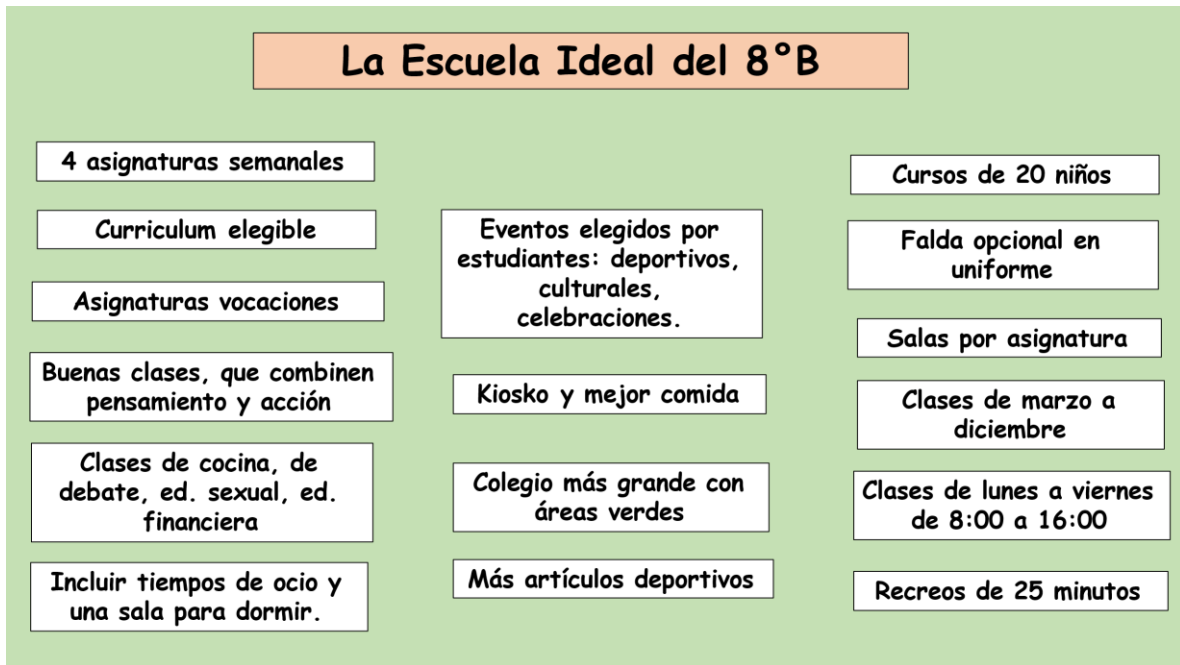 La Escuela Ideal del 8°B
4 asignaturas semanales
Curriculum elegible
Asignaturas vocaciones
Buenas clases, que combinen
pensamiento y acción
Clases de cocina, de
debate, ed. sexual, ed.
financiera
Incluir tiempos de ocio y
una sala para dormir.
Eventos elegidos por
estudiantes: deportivos,
culturales,
celebraciones.
Kiosko y mejor comida
Colegio más grande con
áreas verdes
Más artículos deportivos
Cursos de 20 niños
Falda opcional en
uniforme
Salas por asignatura
Clases de marzo a
diciembre
Clases de lunes a viernes
de 8:00 a 16:00
Recreos de 25 minutos